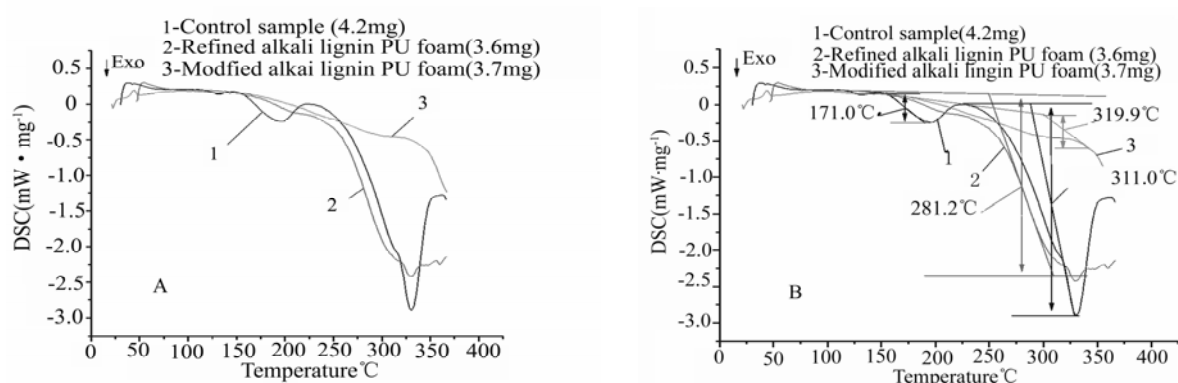 1-Control sample (4.2mg)
2-Refined alkali lignin PU foam(3.6mg)
3-Modfied alkai lignin PU foam(3.7mg)
Exo
0.5
0
-0.5
-1.0
-1.5
-2.0
-2.5
-3.0
DSC(mW • mg⁻¹)
1
2
3
A
0 50 100 150 200 250 300 350 400
Temperature℃
1-Control sample(4.2mg)
2-Refined alkali lignin PU foam (3.6mg)
3-Modified alkali lingin PU foam(3.7mg)
Exo
0.5
0
-0.5
-1.0
-1.5
-2.0
-2.5
-3.0
DSC(mW·mg⁻¹)
171.0℃
319.9℃
1
3
2
311.0℃
281.2℃
B
0 50 100 150 200 250 300 350 400
Temperature℃